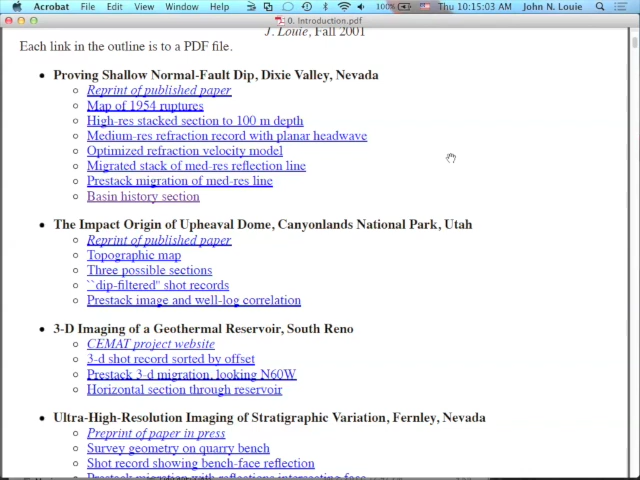 Acrobat File Edit View Window Help 100% Thu 10:15:03 AM John N. Louie
0. Introduction.pdf
J. Louie, Fall 2001
Each link in the outline is to a PDF file.
• Proving Shallow Normal-Fault Dip, Dixie Valley, Nevada
Reprint of published paper
Map of 1954 ruptures
High-res stacked section to 100 m depth
Medium-res refraction record with planar headwave
Optimized refraction velocity model
Migrated stack of med-res reflection line
Prestack migration of med-res line
Basin history section
• The Impact Origin of Upheaval Dome, Canyonlands National Park, Utah
Reprint of published paper
Topographic map
Three possible sections
``dip-filtered'' shot records
Prestack image and well-log correlation
• 3-D Imaging of a Geothermal Reservoir, South Reno
CEMAT project website
3-d shot record sorted by offset
Prestack 3-d migration, looking N60W
Horizontal section through reservoir
• Ultra-High-Resolution Imaging of Stratigraphic Variation, Fernley, Nevada
Preprint of paper in press
Survey geometry on quarry bench
Shot record showing bench-face reflection
Prestack migration with reflections intersecting face